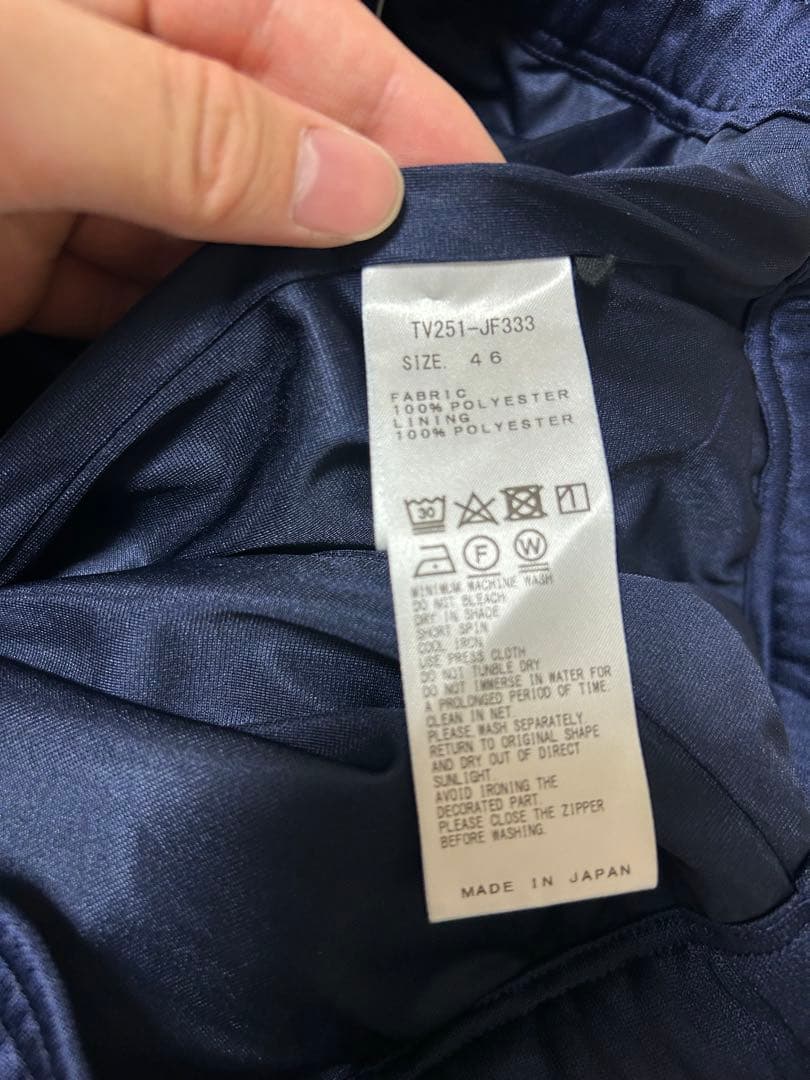 TV251-JF333
SIZE. 46
FABRIC
100% POLYESTER
LINING
100% POLYESTER
30
F W
MINIMUM MACHINE WASH
DO NOT BLEACH
DRY IN SHADE
SHORT SPIN
COOL IRON
USE PRESS CLOTH
DO NOT TUMBLE DRY
DO NOT IMMERSE IN WATER FOR
A PROLONGED PERIOD OF TIME.
CLEAN IN NET
PLEASE WASH SEPARATELY.
RETURN TO ORIGINAL SHAPE
AND DRY OUT OF DIRECT
SUNLIGHT.
AVOID IRONING THE
DECORATED PART.
PLEASE CLOSE THE ZIPPER
BEFORE WASHING.
MADE IN JAPAN